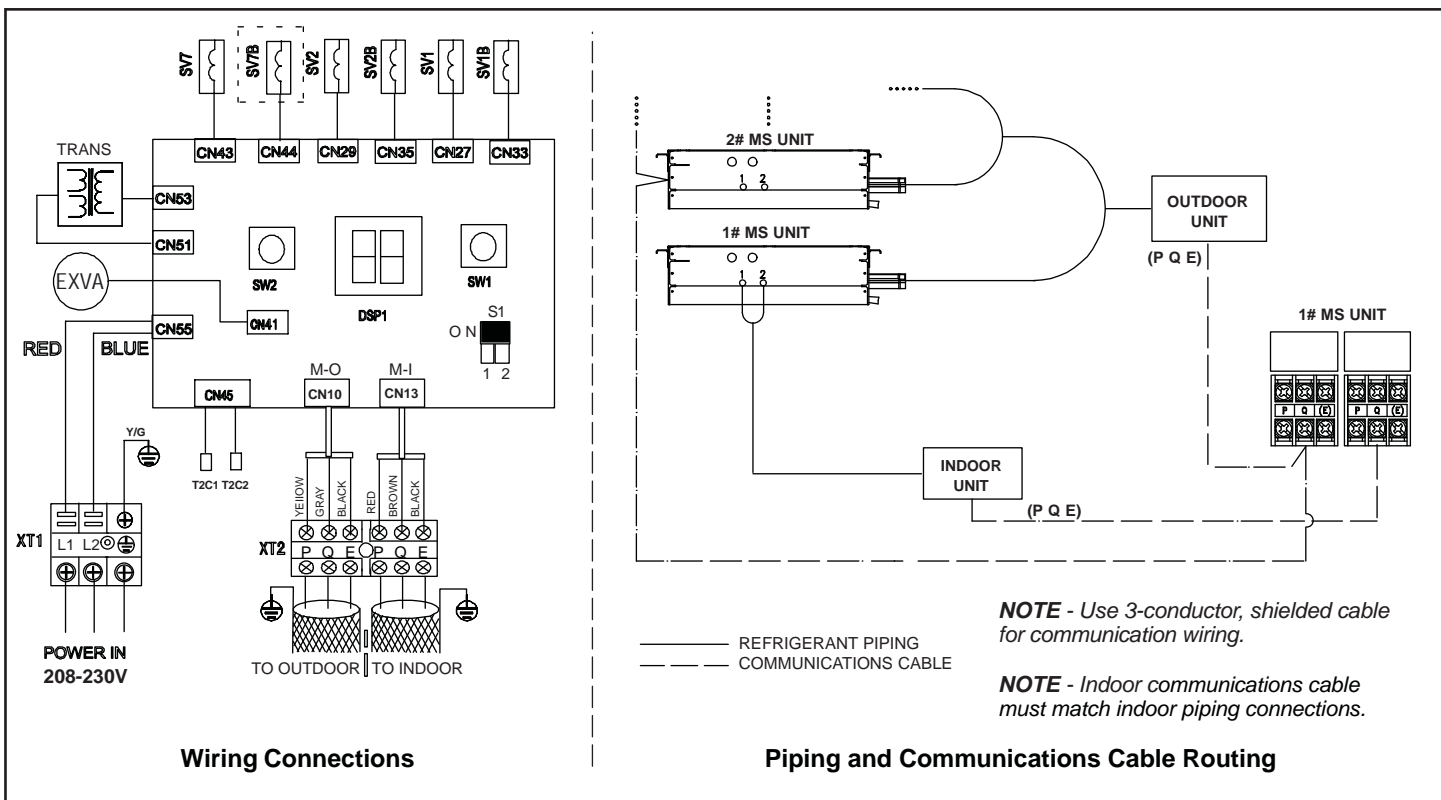 SV7 SV7B SV2 SV2B SV1 SV1B
CN43 CN44 CN29 CN35 CN27 CN33
TRANS
CN53
CN51
EXVA
SW2
DSP1
SW1
CN41
S1
O N
1 2
CN55
RED BLUE
M-O M-I
CN45 CN10 CN13
Y/G
T2C1 T2C2
YEllOW GRAY BLACK RED BROWN BLACK
XT1
L1 L2
XT2
P Q E P Q E
POWER IN
208-230V
TO OUTDOOR TO INDOOR
Wiring Connections
2# MS UNIT
1 2
1# MS UNIT
1 2
OUTDOOR
UNIT
(P Q E)
1# MS UNIT
P Q (E) P Q (E)
INDOOR
UNIT
(P Q E)
REFRIGERANT PIPING
COMMUNICATIONS CABLE
NOTE - Use 3-conductor, shielded cable
for communication wiring.
NOTE - Indoor communications cable
must match indoor piping connections.
Piping and Communications Cable Routing